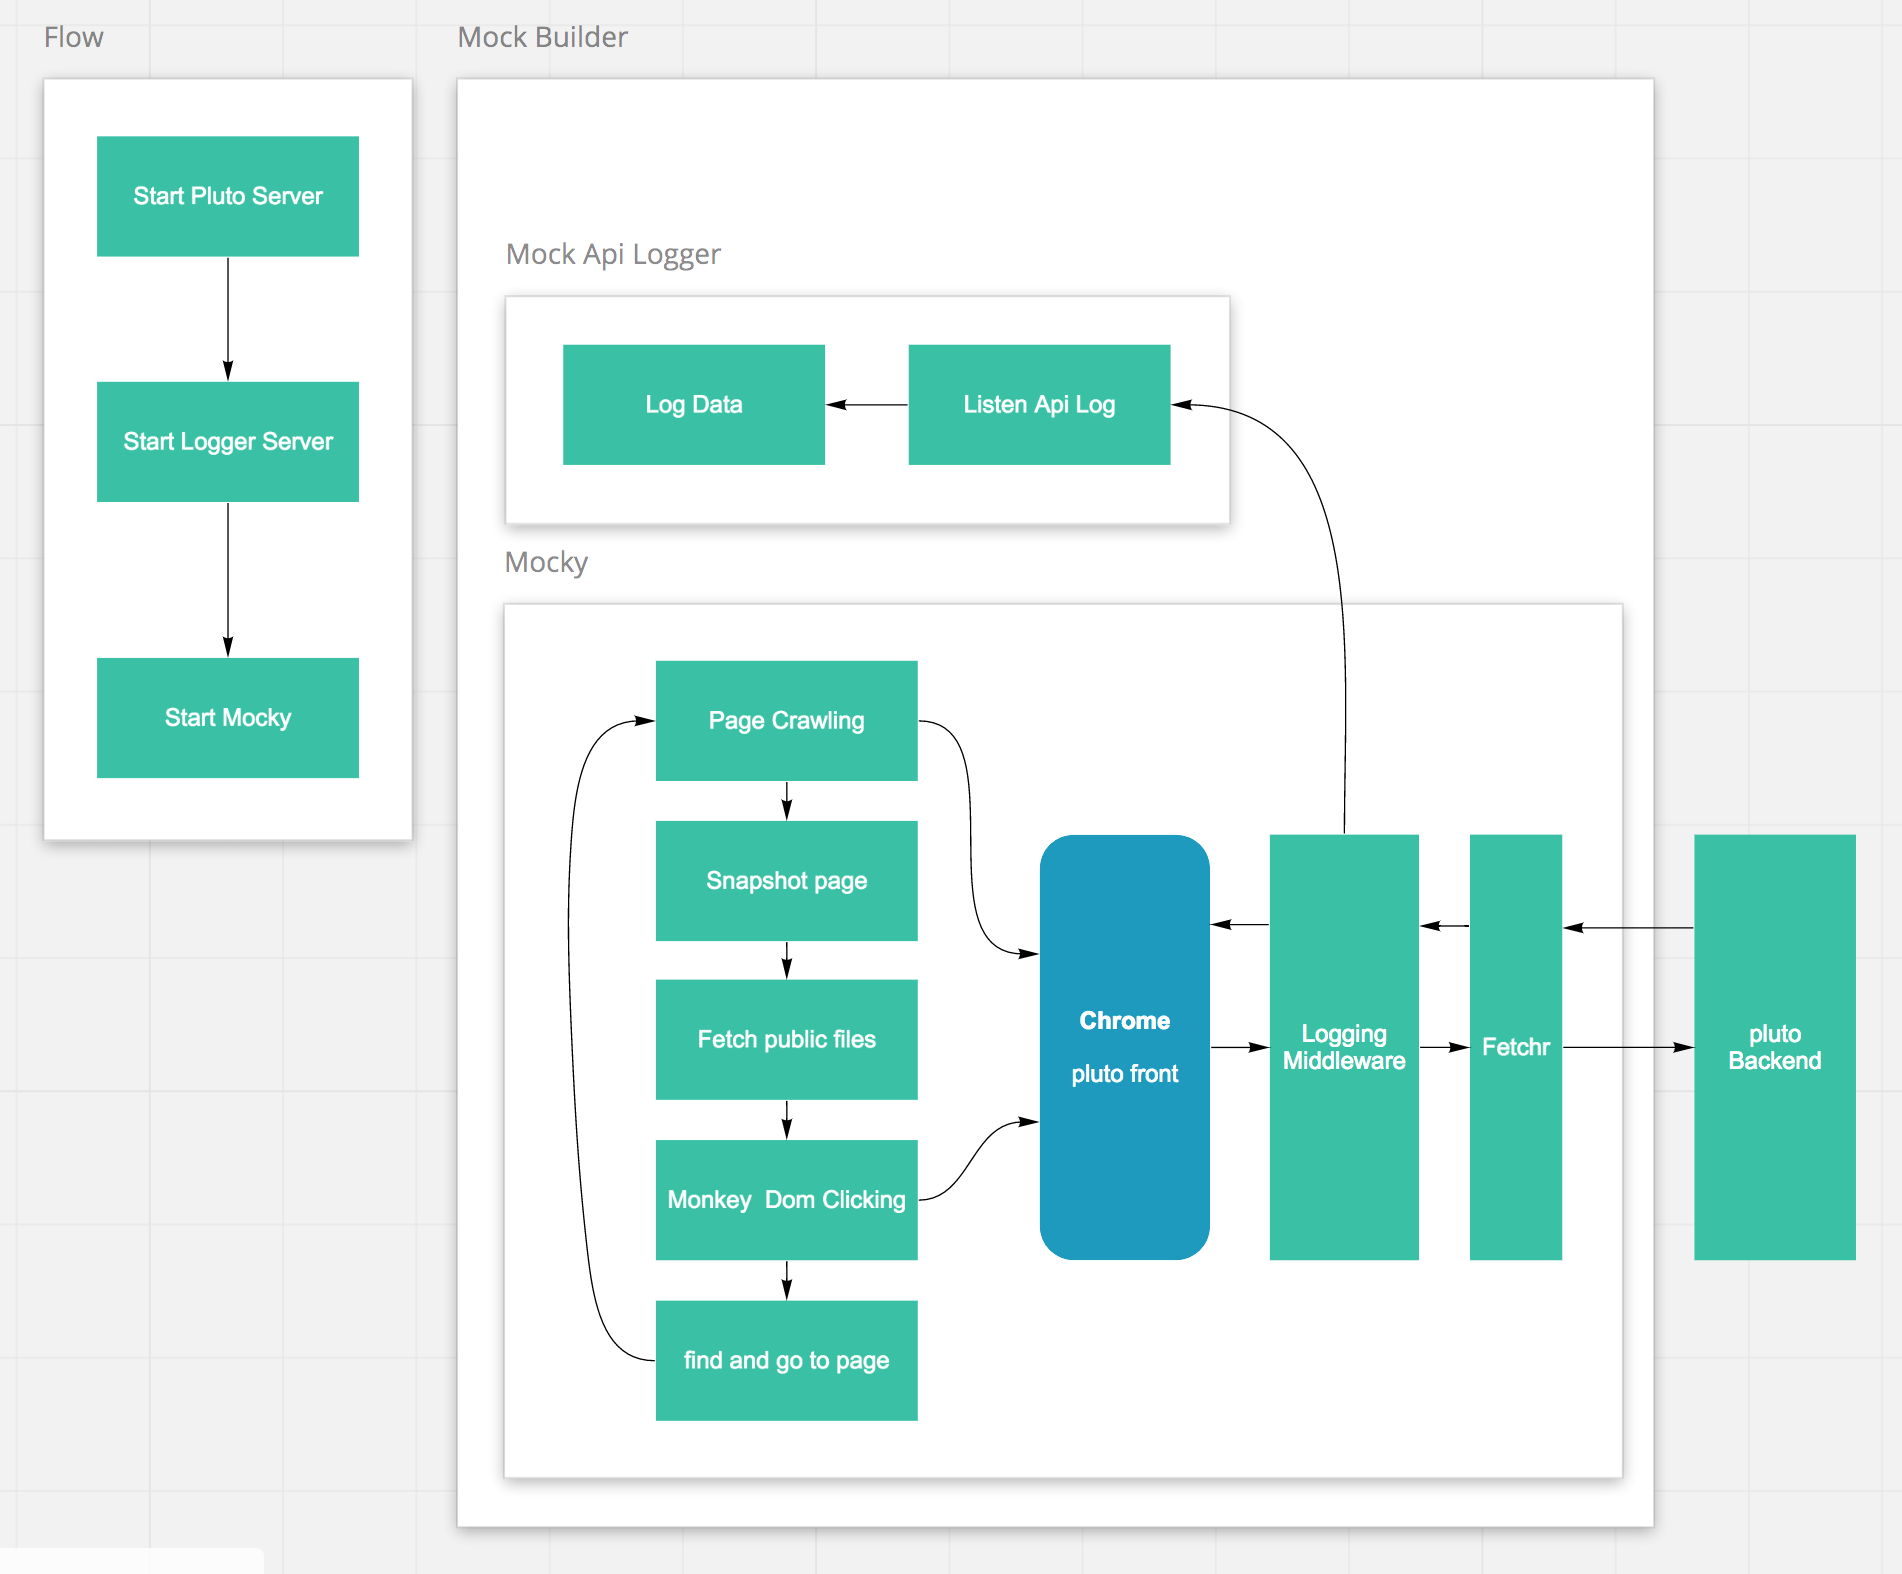 Flow
Start Pluto Server
Start Logger Server
Start Mocky
Mock Builder
Mock Api Logger
Log Data
Listen Api Log
Mocky
Page Crawling
Snapshot page
Fetch public files
Monkey  Dom Clicking
find and go to page
Chrome
pluto front
Logging
Middleware
Fetchr
pluto
Backend